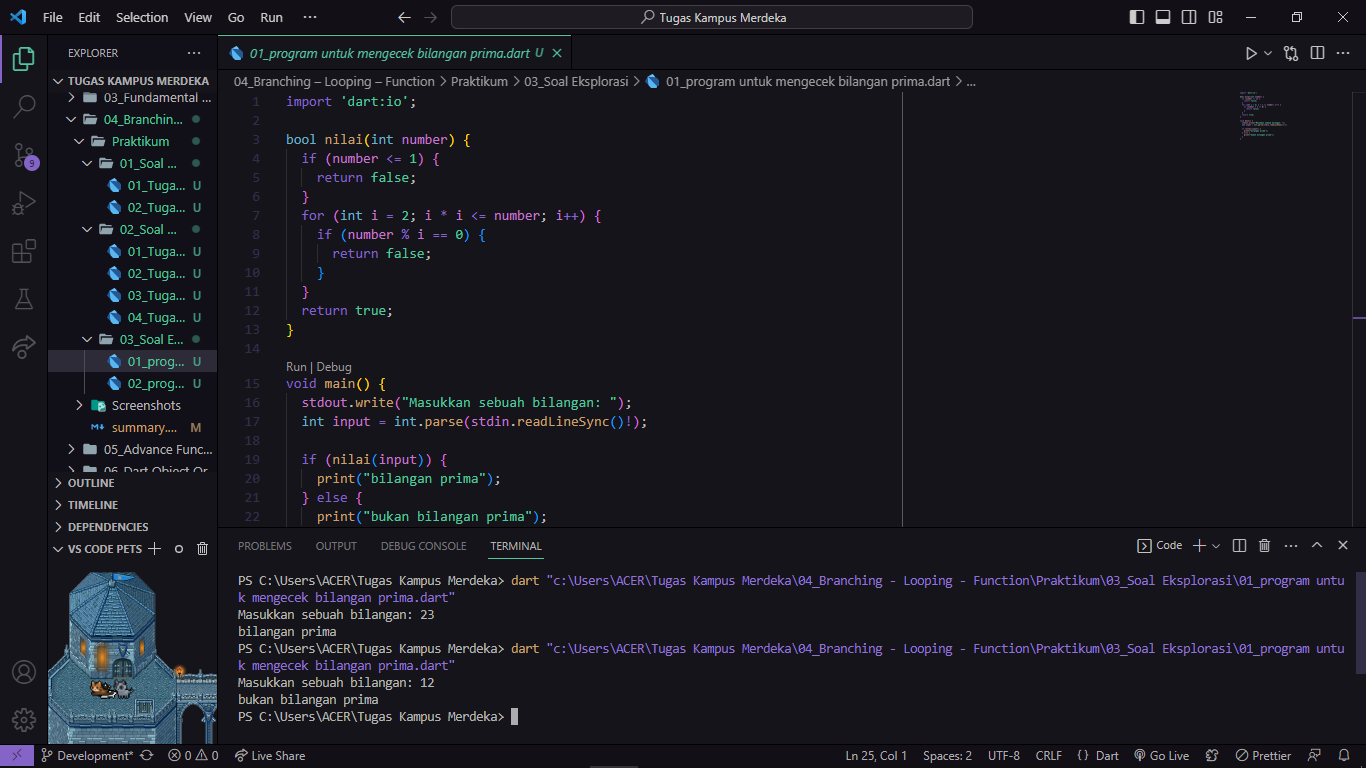 File Edit Selection View Go Run ···
Tugas Kampus Merdeka
EXPLORER ···
TUGAS KAMPUS MERDEKA
03_Fundamental ...
04_Branchin...
Praktikum
01_Soal ...
01_Tuga... U
02_Tuga... U
02_Soal ...
01_Tuga... U
02_Tuga... U
03_Tuga... U
04_Tuga... U
03_Soal E...
01_prog... U
02_prog... U
Screenshots
summary.... M
05_Advance Func...
06_Dart Object Or
OUTLINE
TIMELINE
DEPENDENCIES
VS CODE PETS
9
01_program untuk mengecek bilangan prima.dart U
04_Branching – Looping – Function > Praktikum > 03_Soal Eksplorasi > 01_program untuk mengecek bilangan prima.dart > ...
1 import 'dart:io';
2
3 bool nilai(int number) {
4 if (number <= 1) {
5 return false;
6 }
7 for (int i = 2; i * i <= number; i++) {
8 if (number % i == 0) {
9 return false;
10 }
11 }
12 return true;
13 }
14
Run | Debug
15 void main() {
16 stdout.write("Masukkan sebuah bilangan: ");
17 int input = int.parse(stdin.readLineSync()!);
18
19 if (nilai(input)) {
20 print("bilangan prima");
21 } else {
22 print("bukan bilangan prima");
PROBLEMS OUTPUT DEBUG CONSOLE TERMINAL Code
PS C:\Users\ACER\Tugas Kampus Merdeka> dart "c:\Users\ACER\Tugas Kampus Merdeka\04_Branching - Looping - Function\Praktikum\03_Soal Eksplorasi\01_program untu
k mengecek bilangan prima.dart"
Masukkan sebuah bilangan: 23
bilangan prima
PS C:\Users\ACER\Tugas Kampus Merdeka> dart "c:\Users\ACER\Tugas Kampus Merdeka\04_Branching - Looping - Function\Praktikum\03_Soal Eksplorasi\01_program untu
k mengecek bilangan prima.dart"
Masukkan sebuah bilangan: 12
bukan bilangan prima
PS C:\Users\ACER\Tugas Kampus Merdeka>
Development* 0 0 Live Share Ln 25, Col 1 Spaces: 2 UTF-8 CRLF {} Dart Go Live Prettier